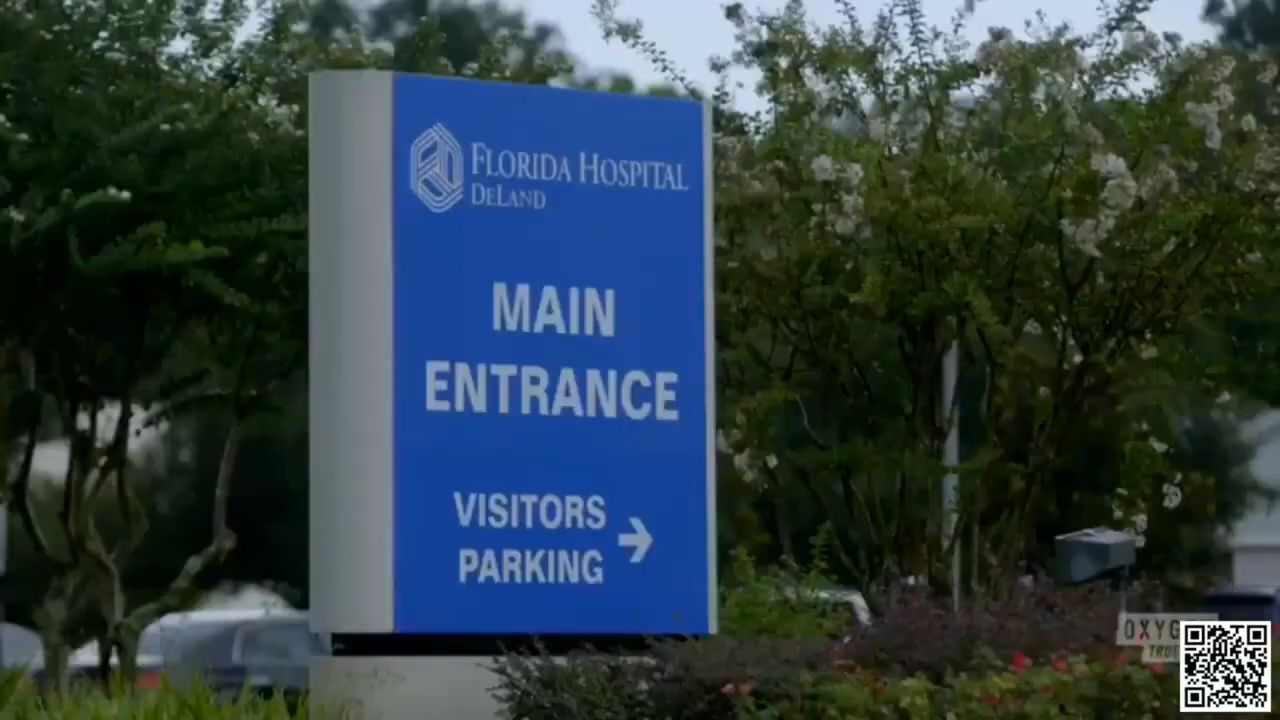 FLORIDA HOSPITAL
DELAND
MAIN
ENTRANCE
VISITORS
PARKING